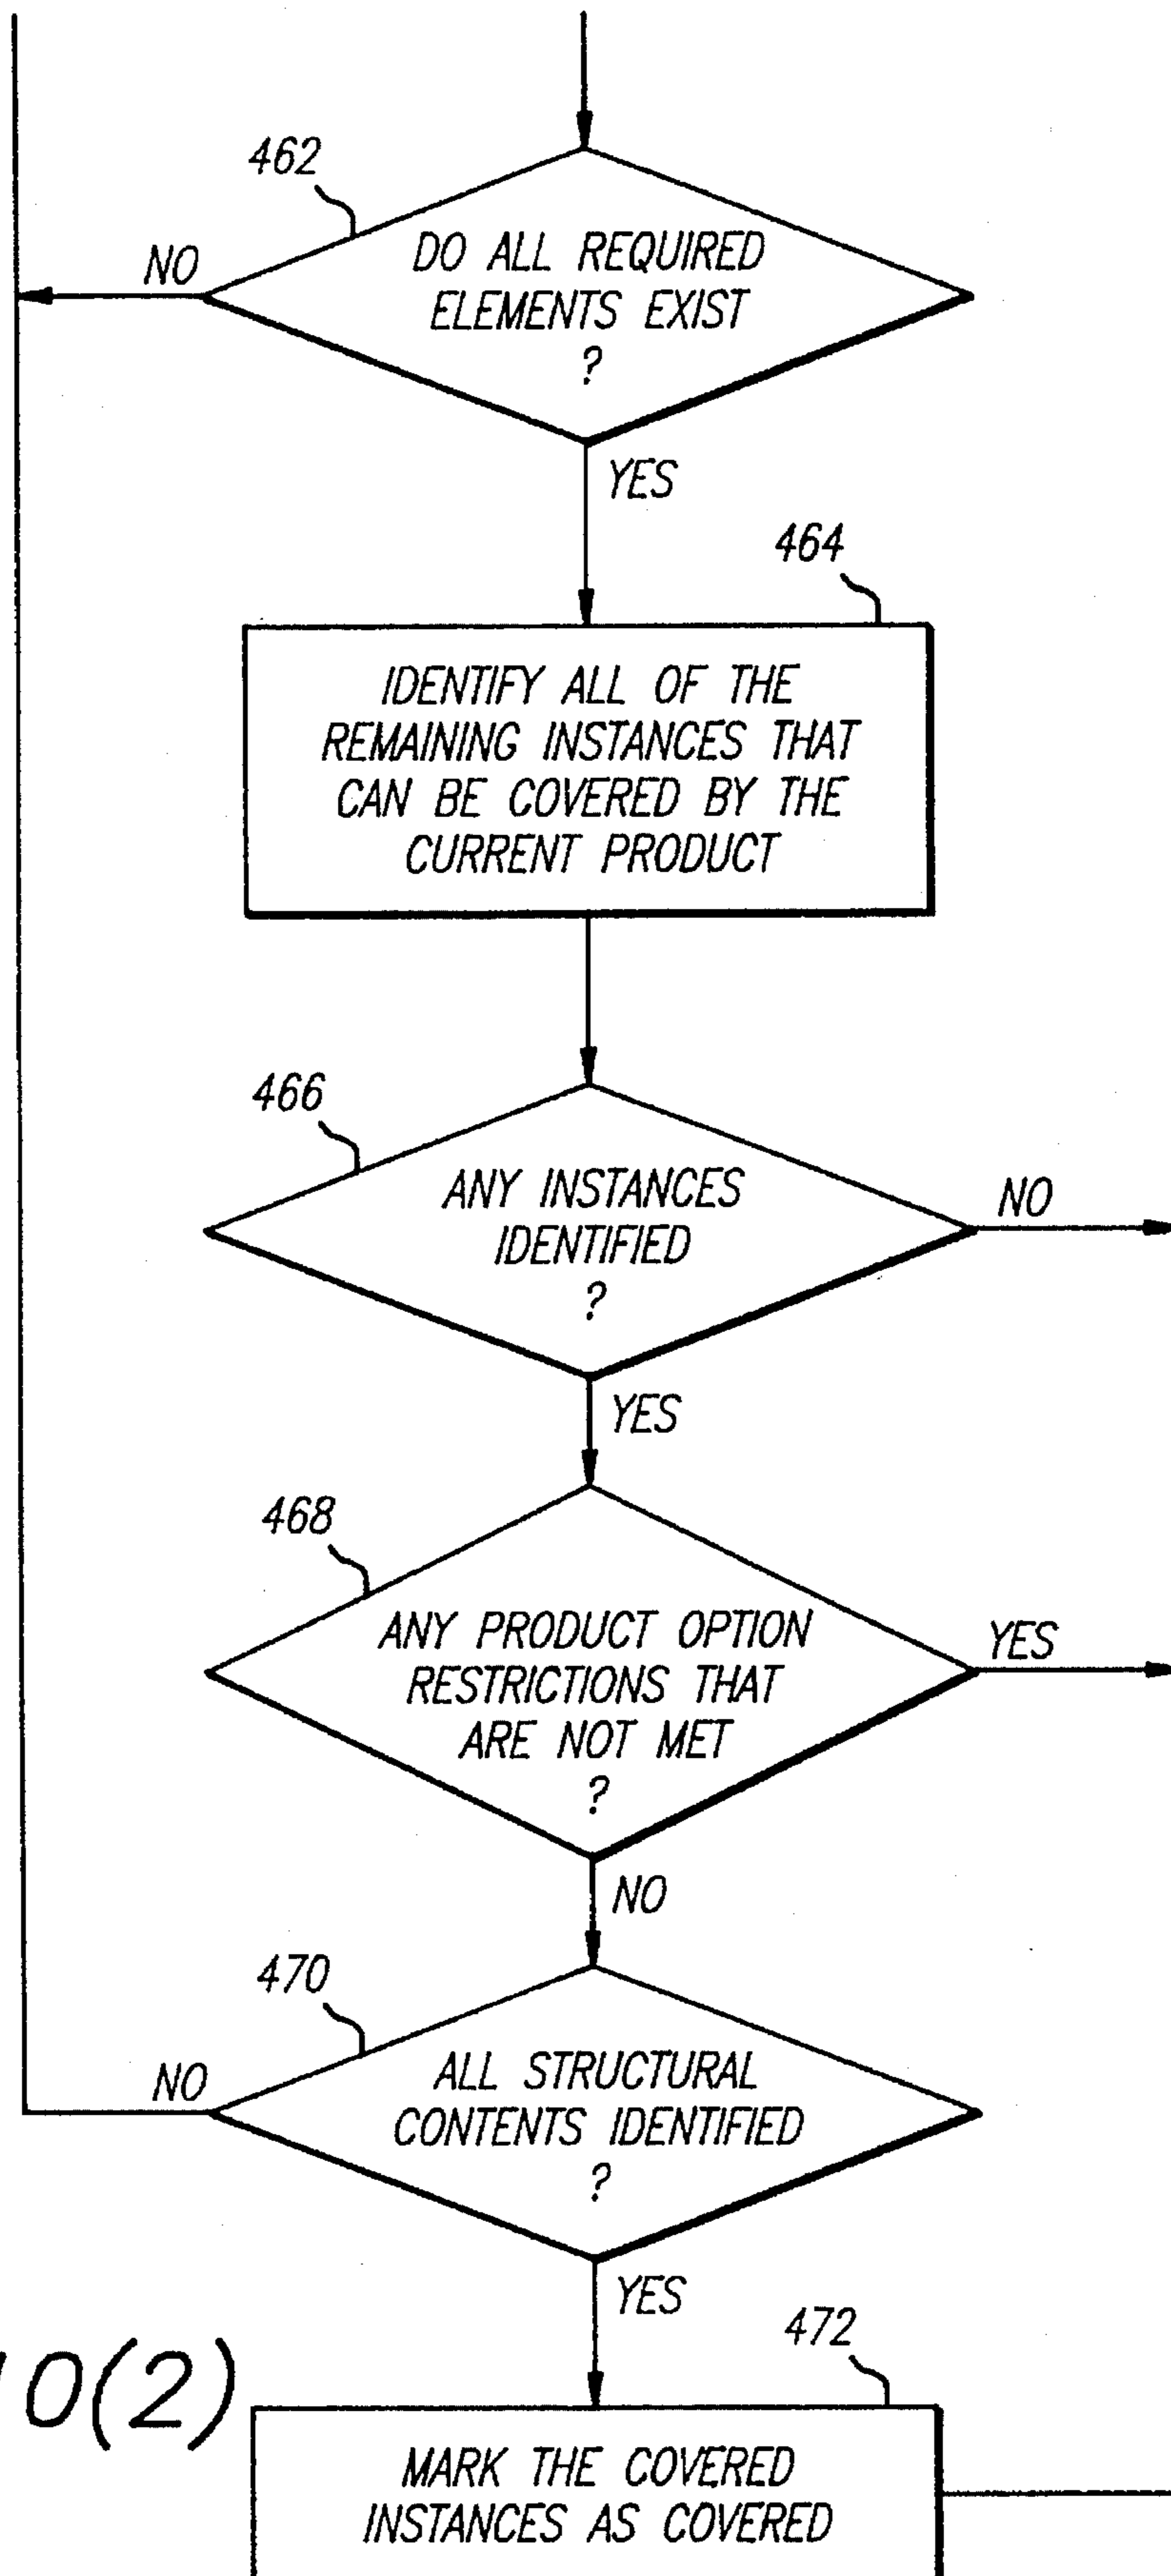 462
NO
DO ALL REQUIRED
ELEMENTS EXIST
?
YES
464
IDENTIFY ALL OF THE
REMAINING INSTANCES THAT
CAN BE COVERED BY THE
CURRENT PRODUCT
466
ANY INSTANCES
IDENTIFIED
?
NO
YES
468
ANY PRODUCT OPTION
RESTRICTIONS THAT
ARE NOT MET
?
YES
NO
470
NO
ALL STRUCTURAL
CONTENTS IDENTIFIED
?
YES
472
10(2)
MARK THE COVERED
INSTANCES AS COVERED